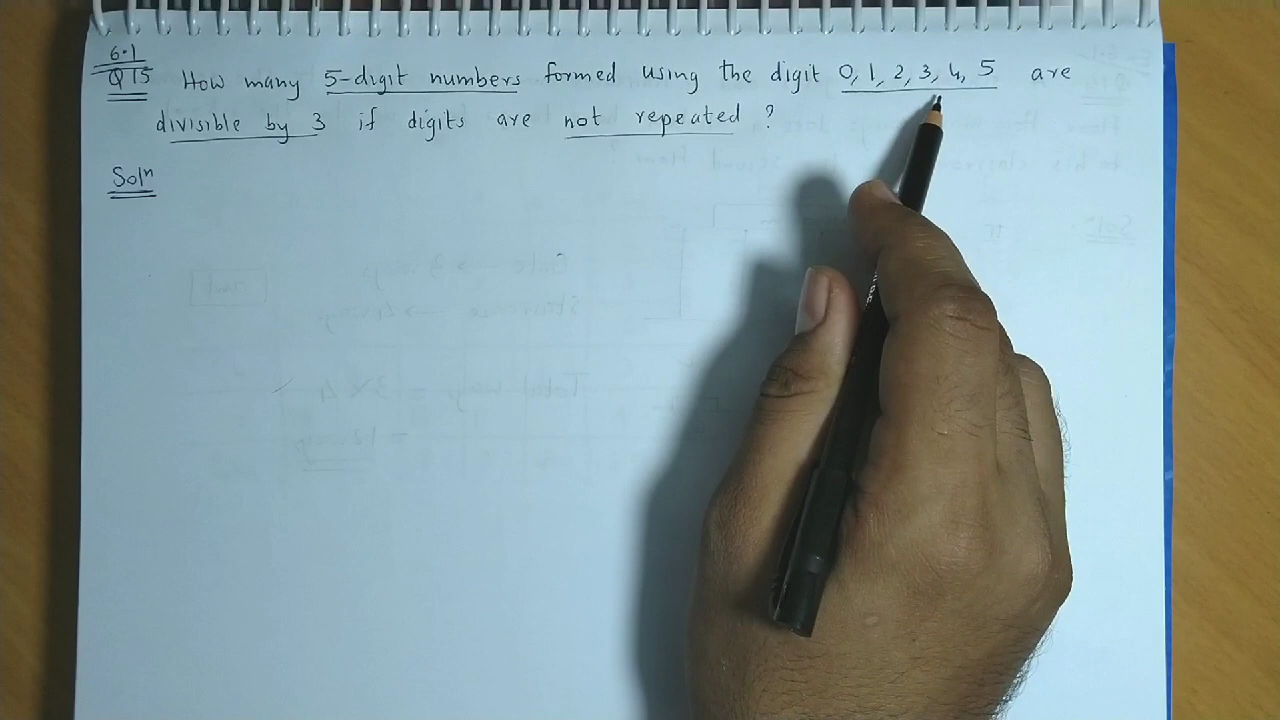 6.1
Q15 How many 5-digit numbers formed using the digit 0, 1, 2, 3, 4, 5 are
divisible by 3 if digits are not repeated ?
Solⁿ